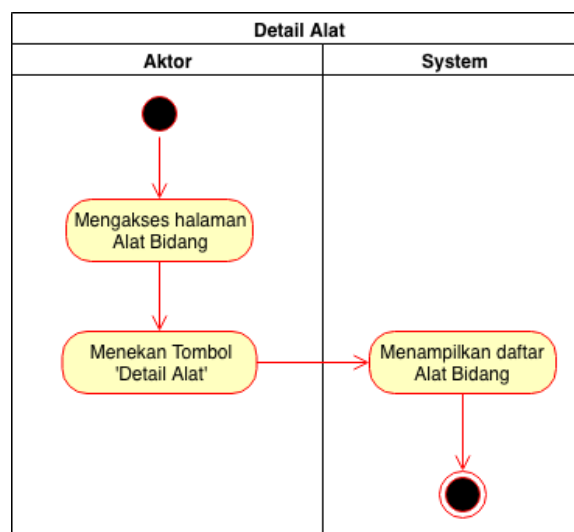 Detail Alat
Aktor
System
Mengakses halaman
Alat Bidang
Menekan Tombol
'Detail Alat'
Menampilkan daftar
Alat Bidang